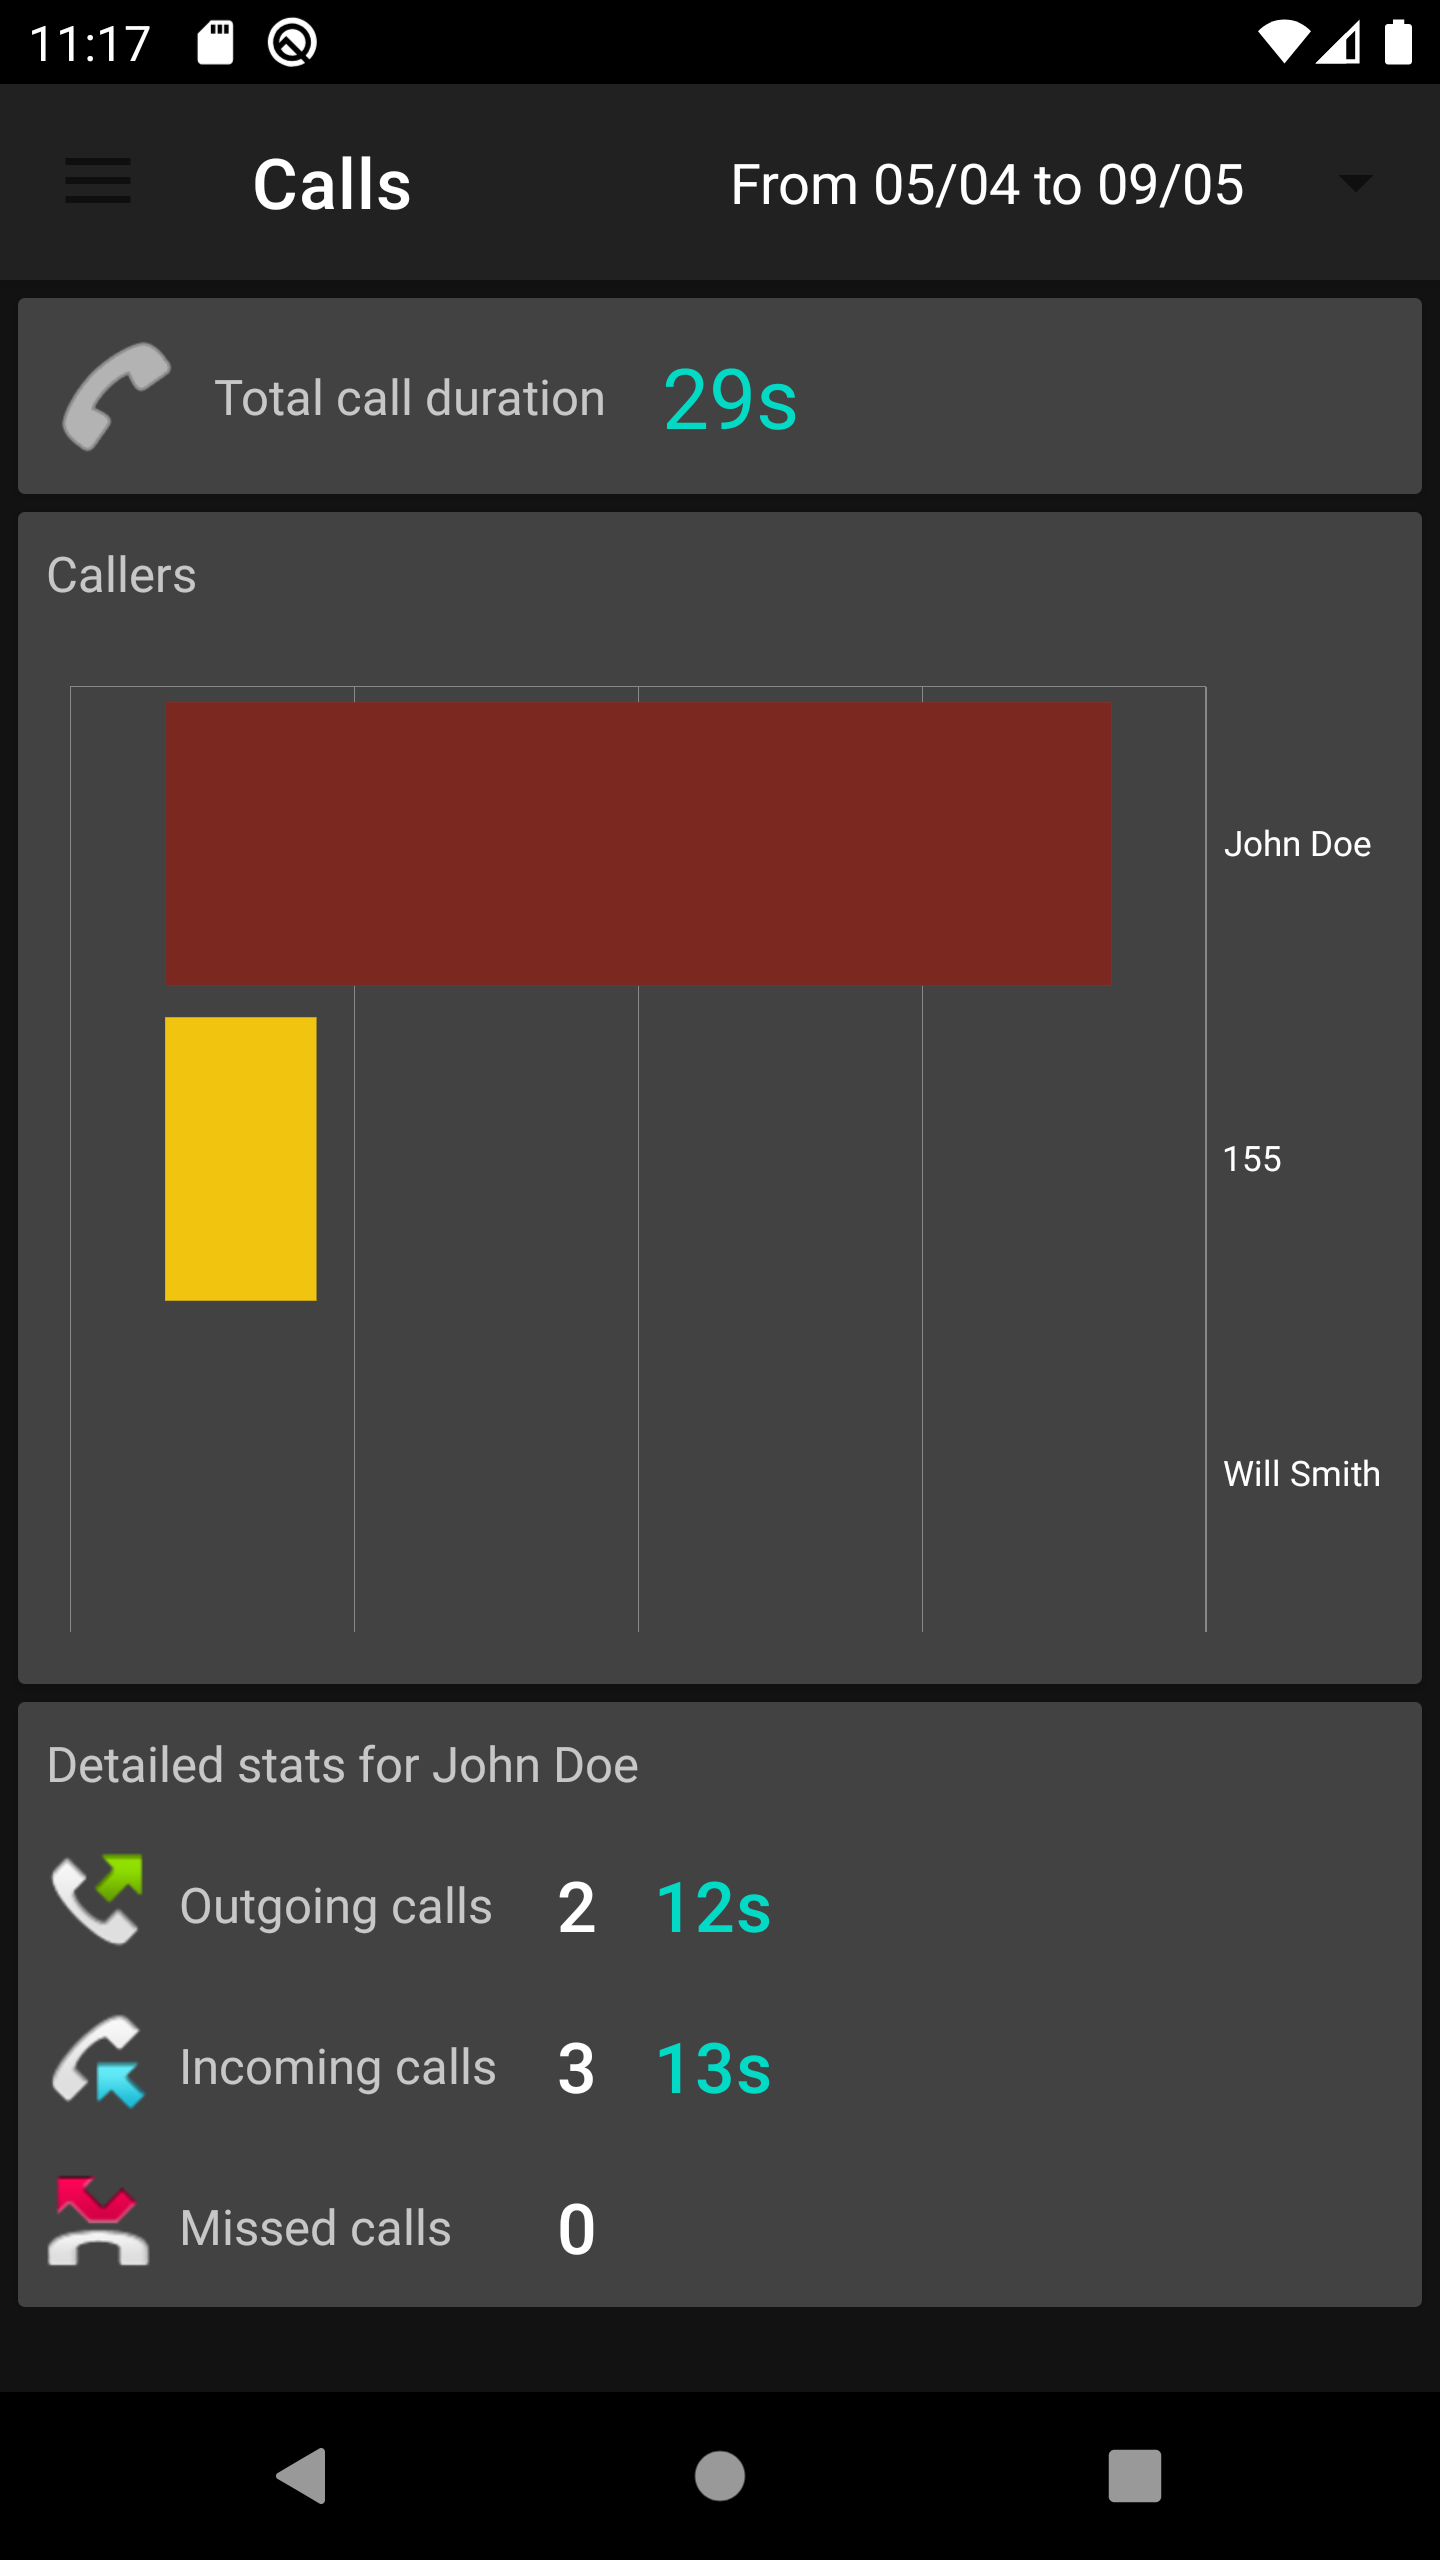 11:17
Calls
From 05/04 to 09/05
Total call duration 29s
Callers
John Doe
155
Will Smith
Detailed stats for John Doe
Outgoing calls 2 12s
Incoming calls 3 13s
Missed calls 0